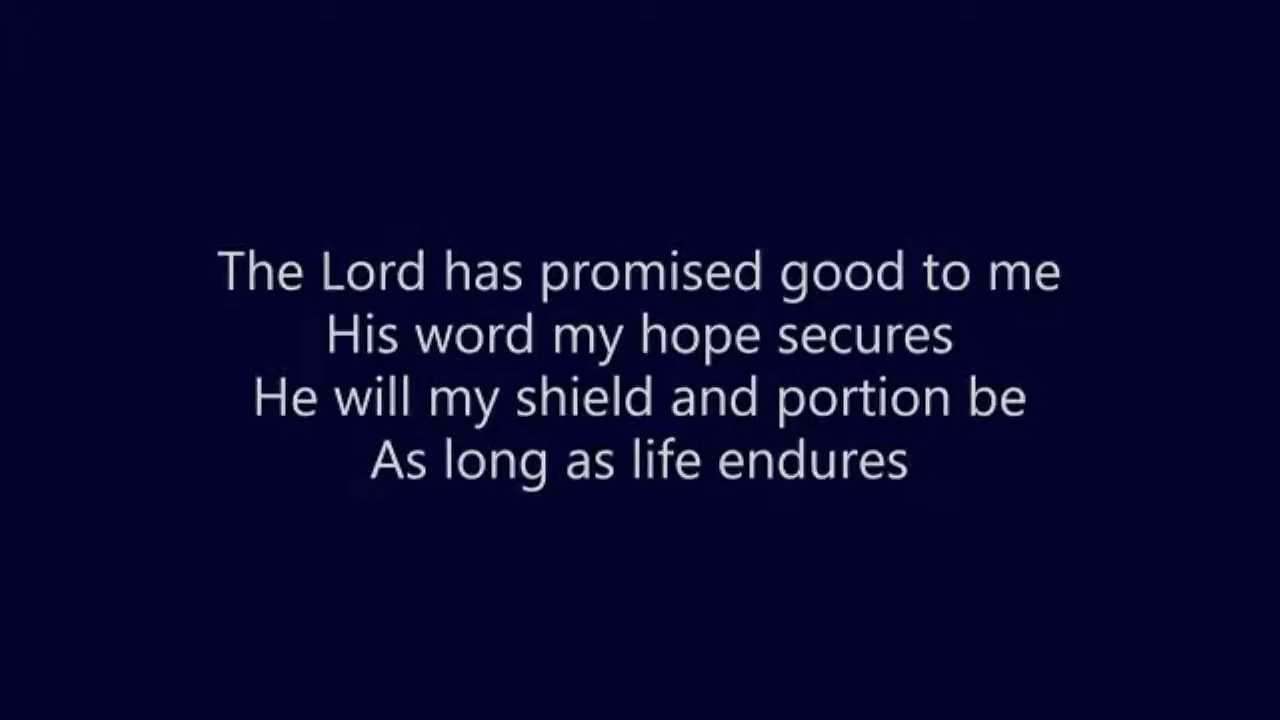 The Lord has promised good to me
His word my hope secures
He will my shield and portion be
As long as life endures